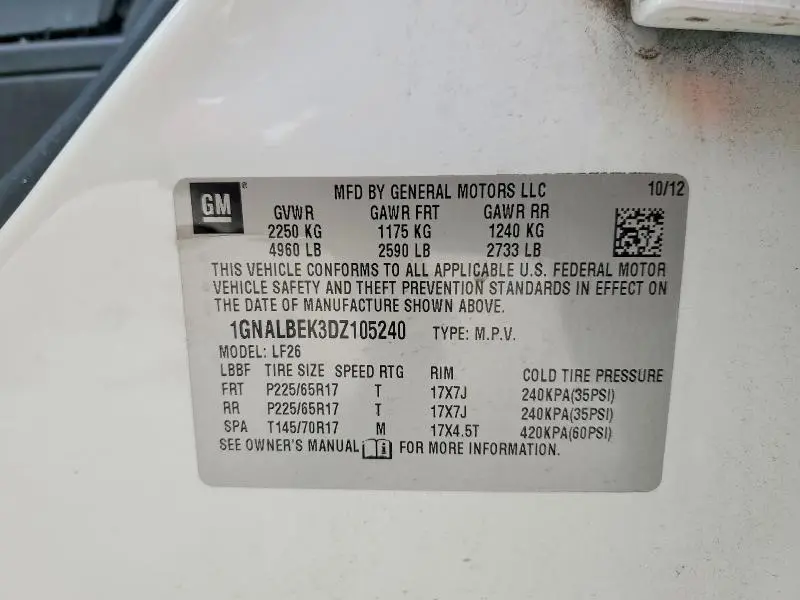 GM® MFD BY GENERAL MOTORS LLC 10/12
GVWR GAWR FRT GAWR RR
2250 KG 1175 KG 1240 KG
4960 LB 2590 LB 2733 LB
THIS VEHICLE CONFORMS TO ALL APPLICABLE U.S. FEDERAL MOTOR
VEHICLE SAFETY AND THEFT PREVENTION STANDARDS IN EFFECT ON
THE DATE OF MANUFACTURE SHOWN ABOVE.
1GNALBEK3DZ105240 TYPE: M.P.V.
MODEL: LF26
LBBF TIRE SIZE SPEED RTG RIM COLD TIRE PRESSURE
FRT P225/65R17 T 17X7J 240KPA(35PSI)
RR P225/65R17 T 17X7J 240KPA(35PSI)
SPA T145/70R17 M 17X4.5T 420KPA(60PSI)
SEE OWNER'S MANUAL i FOR MORE INFORMATION.